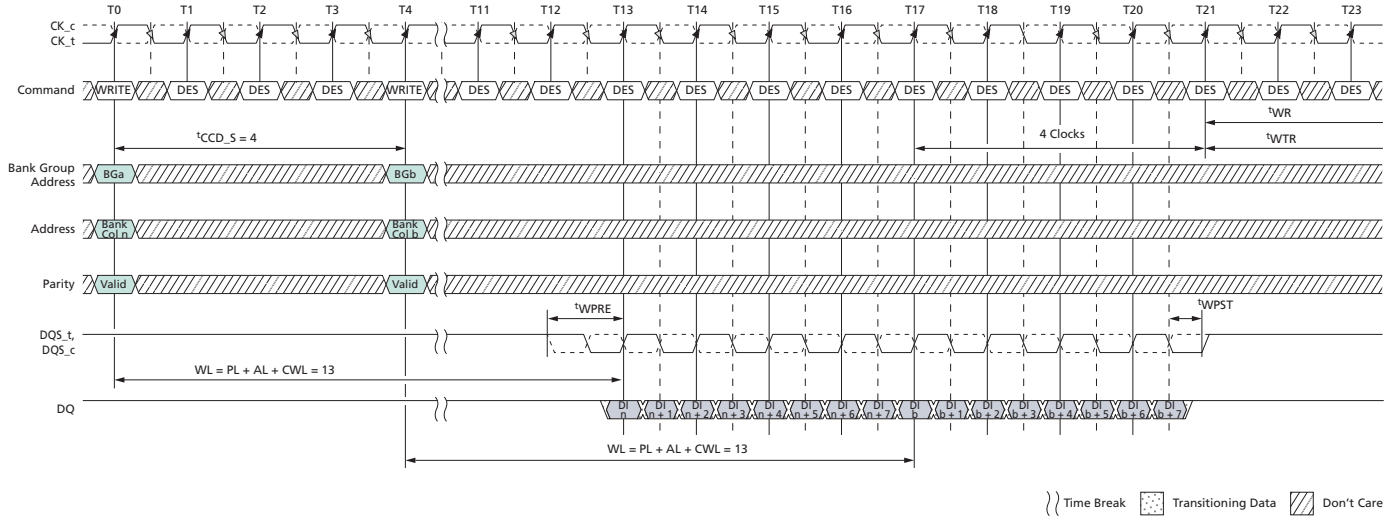 T0 T1 T2 T3 T4 T11 T12 T13 T14 T15 T16 T17 T18 T19 T20 T21 T22 T23
CK_c
CK_t
Command WRITE DES DES DES WRITE DES DES DES DES DES DES DES DES DES DES DES DES DES
tWR
tCCD_S = 4
4 Clocks
tWTR
Bank Group
Address
BGa BGb
Address
Bank
Col n
Bank
Col b
Parity Valid Valid
tWPRE tWPST
DQS_t,
DQS_c
WL = PL + AL + CWL = 13
DQ
DI
n
DI
n + 1
DI
n + 2
DI
n + 3
DI
n + 4
DI
n + 5
DI
n + 6
DI
n + 7
DI
b
DI
b + 1
DI
b + 2
DI
b + 3
DI
b + 4
DI
b + 5
DI
b + 6
DI
b + 7
WL = PL + AL + CWL = 13
Time Break Transitioning Data Don't Care